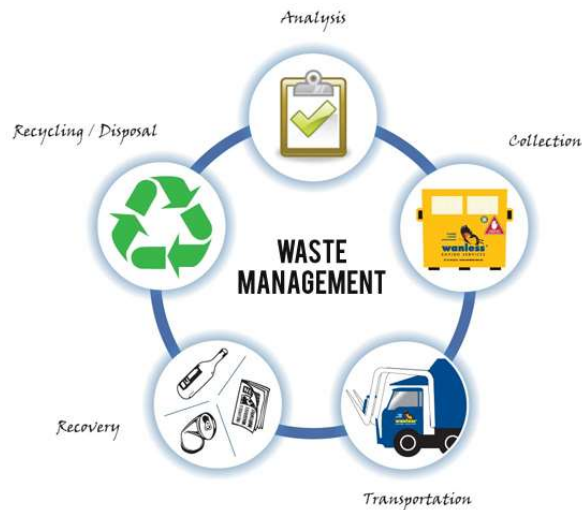 Analysis
Recycling / Disposal
Collection
wanless
WASTE
MANAGEMENT
Recovery
wanless
Transportation